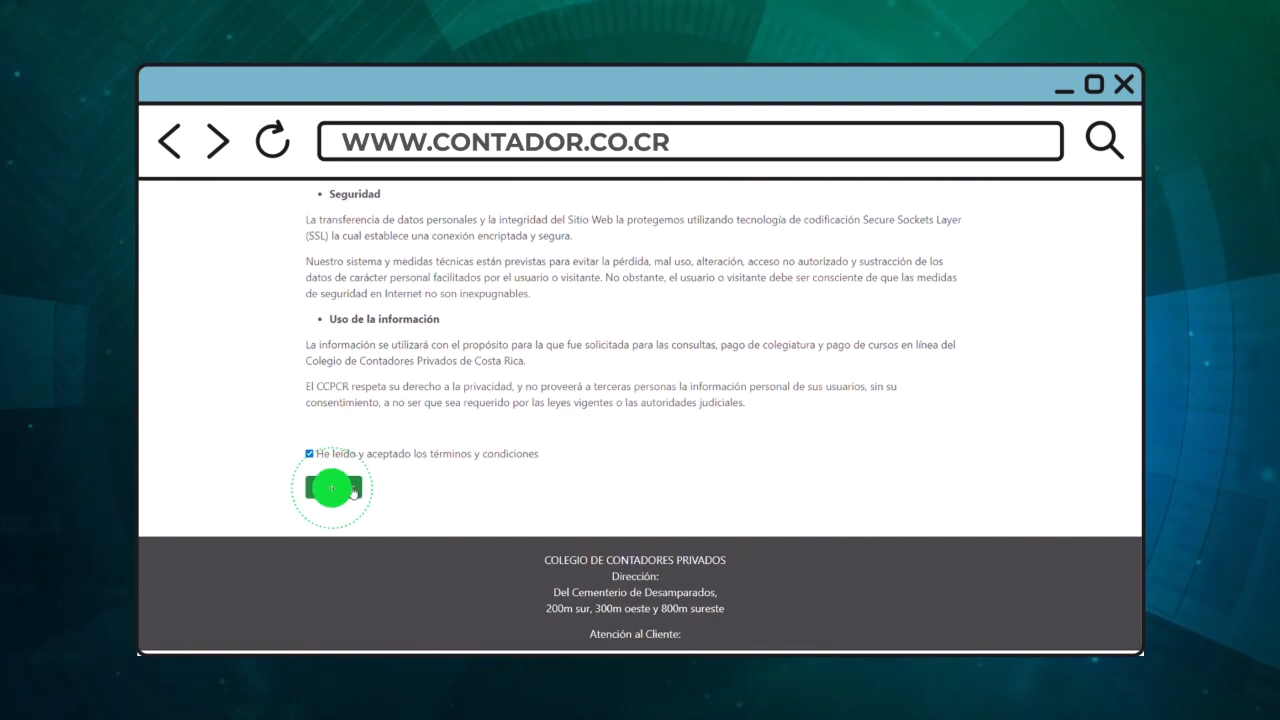 WWW.CONTADOR.CO.CR
• Seguridad
La transferencia de datos personales y la integridad del Sitio Web la protegemos utilizando tecnología de codificación Secure Sockets Layer
(SSL) la cual establece una conexión encriptada y segura.
Nuestro sistema y medidas técnicas están previstas para evitar la pérdida, mal uso, alteración, acceso no autorizado y sustracción de los
datos de carácter personal facilitados por el usuario o visitante. No obstante, el usuario o visitante debe ser consciente de que las medidas
de seguridad en Internet no son inexpugnables.
• Uso de la información
La información se utilizará con el propósito para la que fue solicitada para las consultas, pago de colegiatura y pago de cursos en línea del
Colegio de Contadores Privados de Costa Rica.
El CCPCR respeta su derecho a la privacidad, y no proveerá a terceras personas la información personal de sus usuarios, sin su
consentimiento, a no ser que sea requerido por las leyes vigentes o las autoridades judiciales.
He leído y aceptado los términos y condiciones
COLEGIO DE CONTADORES PRIVADOS
Dirección:
Del Cementerio de Desamparados,
200m sur, 300m oeste y 800m sureste
Atención al Cliente: